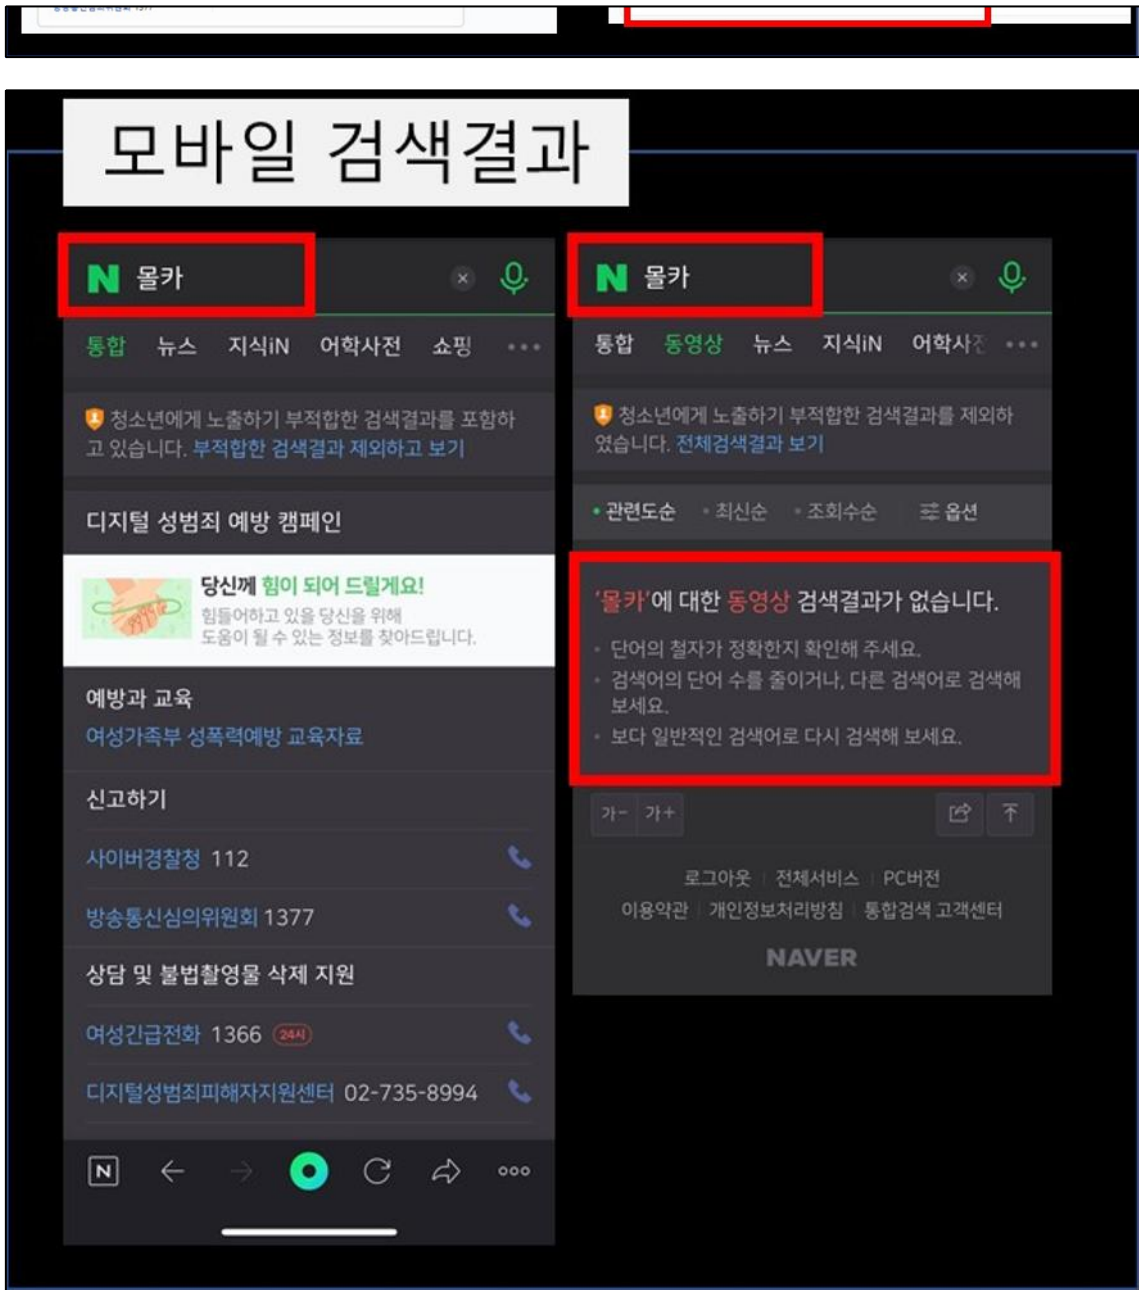 모바일 검색결과
N 몰카
통합 뉴스 지식iN 어학사전 쇼핑
청소년에게 노출하기 부적합한 검색결과를 포함하
고 있습니다. 부적합한 검색결과 제외하고 보기
디지털 성범죄 예방 캠페인
당신께 힘이 되어 드릴게요!
힘들어하고 있을 당신을 위해
도움이 될 수 있는 정보를 찾아드립니다.
예방과 교육
여성가족부 성폭력예방 교육자료
신고하기
사이버경찰청 112
방송통신심의위원회 1377
상담 및 불법촬영물 삭제 지원
여성긴급전화 1366 24시
디지털성범죄피해자지원센터 02-735-8994
N
N 몰카
통합 동영상 뉴스 지식iN 어학사전
청소년에게 노출하기 부적합한 검색결과를 제외하
였습니다. 전체검색결과 보기
관련도순 최신순 조회수순 옵션
'몰카'에 대한 동영상 검색결과가 없습니다.
단어의 철자가 정확한지 확인해 주세요.
검색어의 단어 수를 줄이거나, 다른 검색어로 검색해
보세요.
보다 일반적인 검색어로 다시 검색해 보세요.
가- 가+
로그아웃 전체서비스 PC버전
이용약관 개인정보처리방침 통합검색 고객센터
NAVER